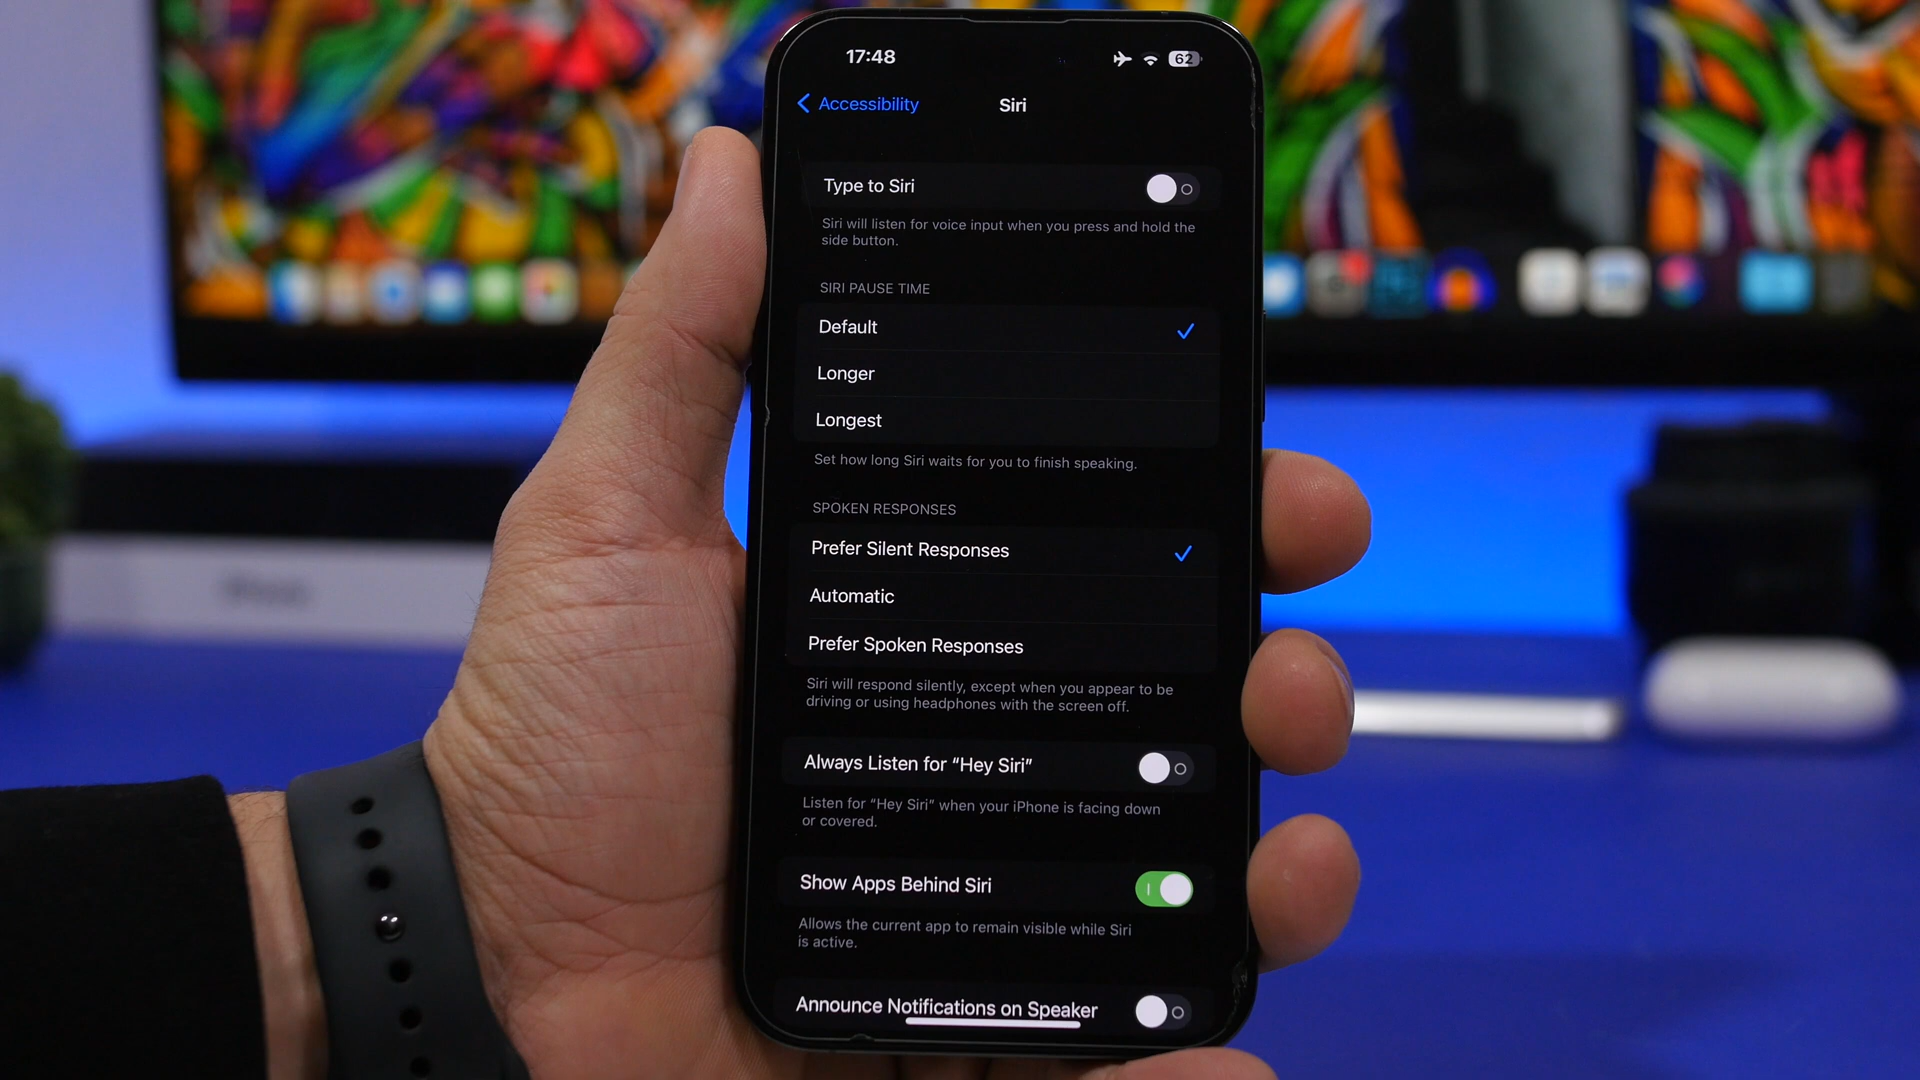 17:48
62
Accessibility
Siri
Type to Siri
Siri will listen for voice input when you press and hold the
side button.
SIRI PAUSE TIME
Default
Longer
Longest
Set how long Siri waits for you to finish speaking.
SPOKEN RESPONSES
Prefer Silent Responses
Automatic
Prefer Spoken Responses
Siri will respond silently, except when you appear to be
driving or using headphones with the screen off.
Always Listen for “Hey Siri”
Listen for “Hey Siri” when your iPhone is facing down
or covered.
Show Apps Behind Siri
Allows the current app to remain visible while Siri
is active.
Announce Notifications on Speaker